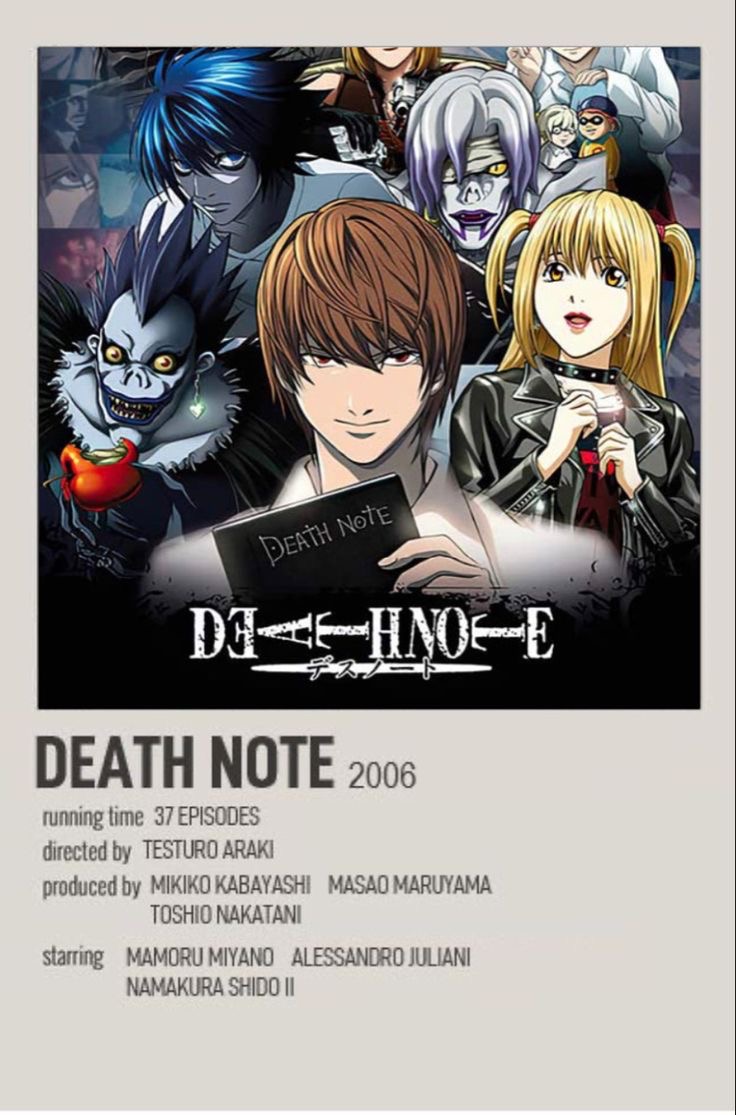 DEATH NOTE
DEATH NOTE
デスノート
DEATH NOTE 2006
running time 37 EPISODES
directed by TESTURO ARAKI
produced by MIKIKO KABAYASHI MASAO MARUYAMA
TOSHIO NAKATANI
starring MAMORU MIYANO ALESSANDRO JULIANI
NAMAKURA SHIDO II